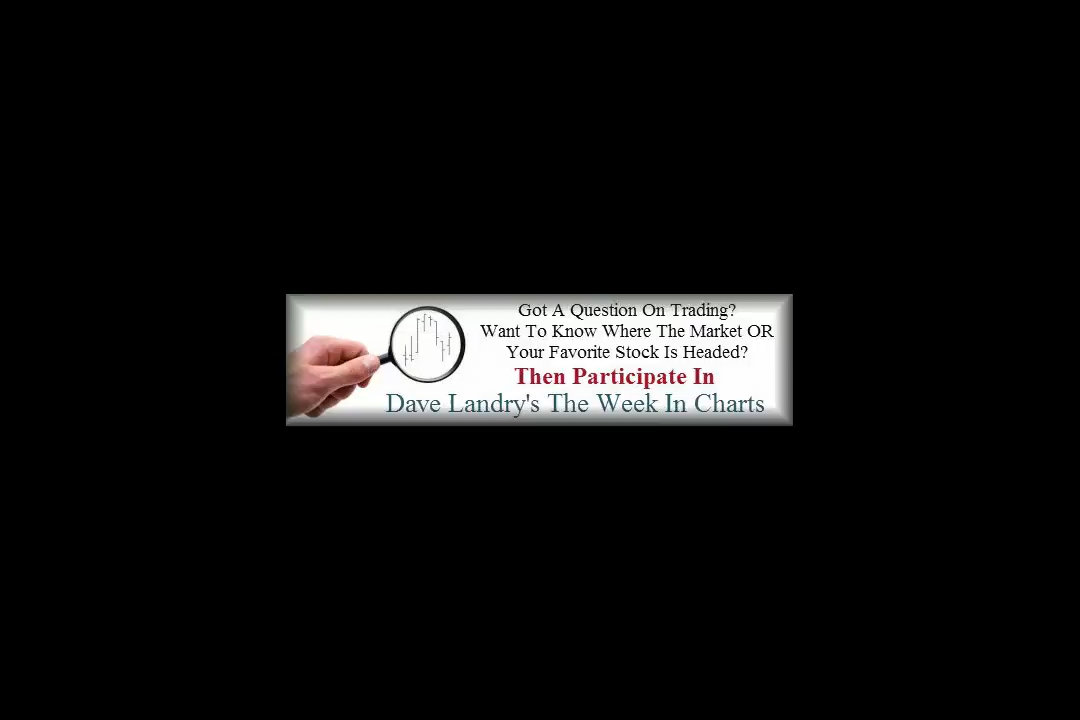 Got A Question On Trading?
Want To Know Where The Market OR
Your Favorite Stock Is Headed?
Then Participate In
Dave Landry's The Week In Charts